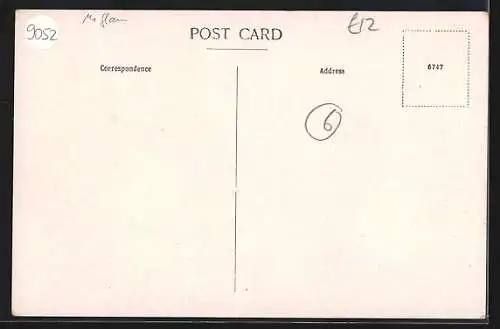 9052
£12
POST CARD
Correspondence
Address
6747
6